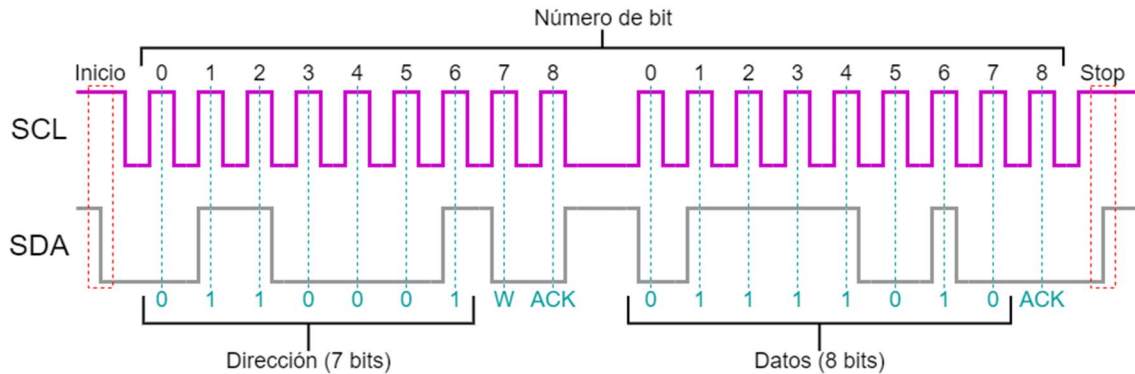 Número de bit
Inicio 0 1 2 3 4 5 6 7 8 0 1 2 3 4 5 6 7 8 Stop
SCL
SDA
0 1 1 0 0 0 1 W ACK 0 1 1 1 1 0 1 0 ACK
Dirección (7 bits) Datos (8 bits)